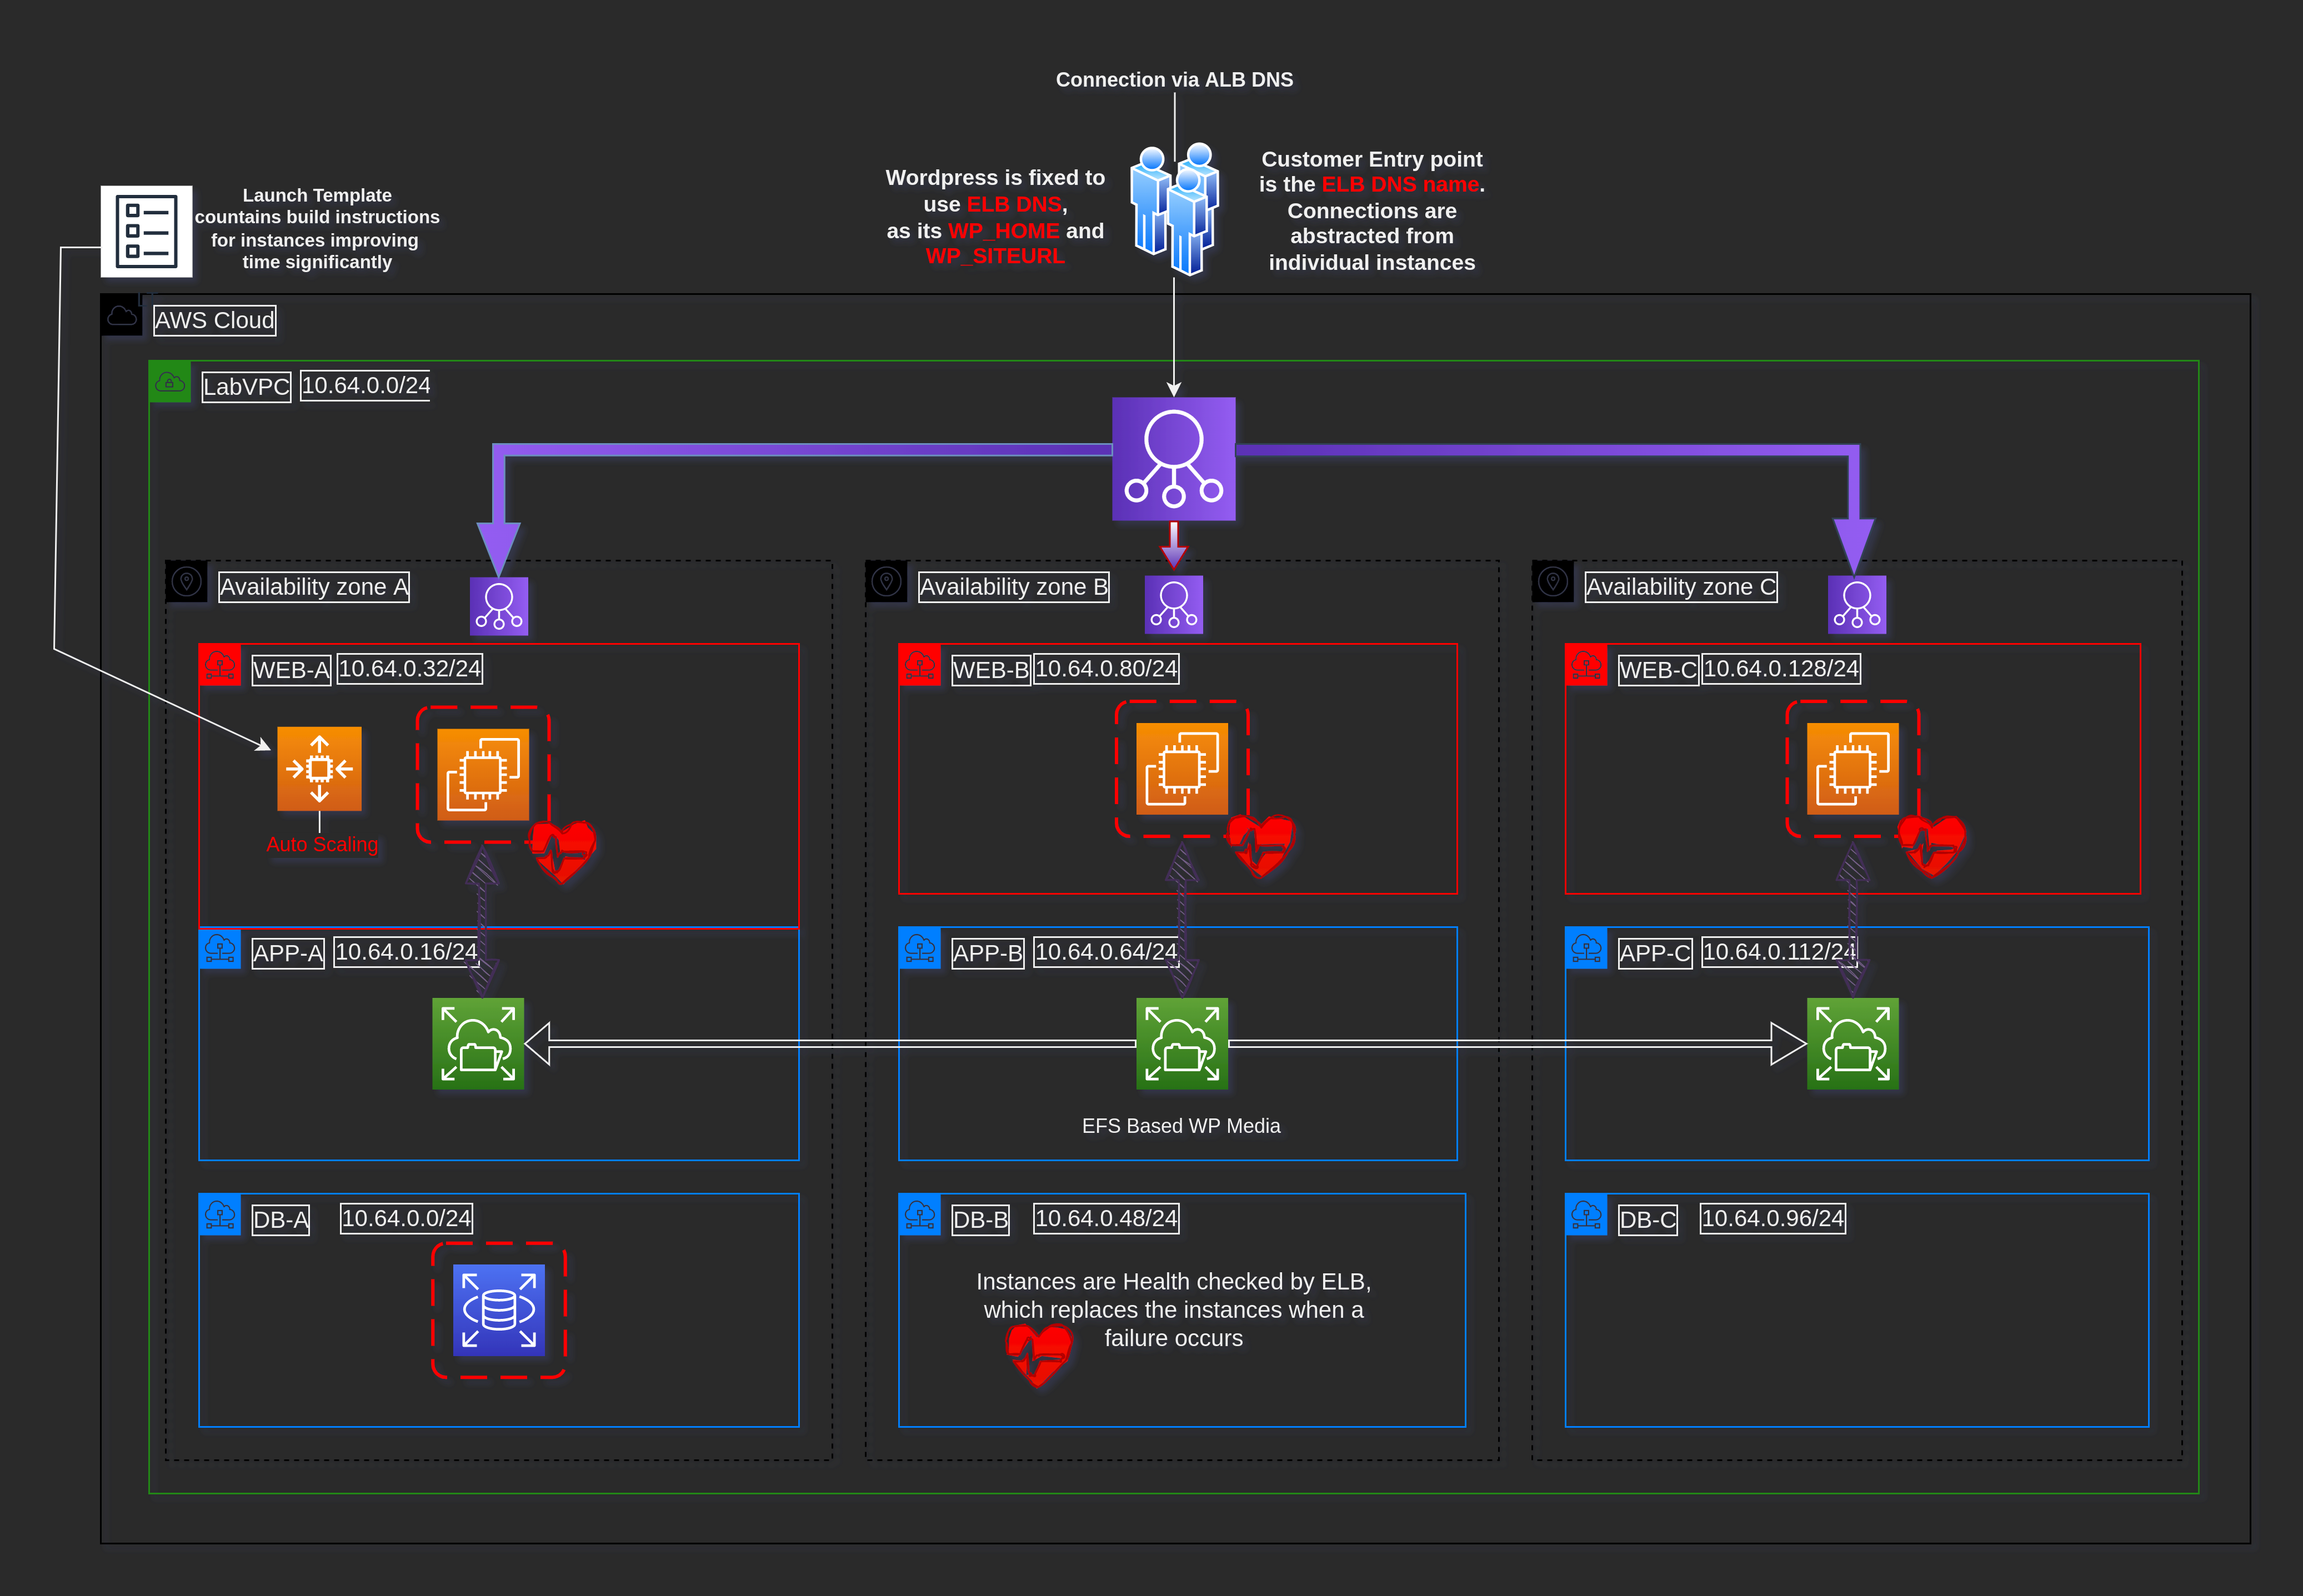 Connection via ALB DNS
Wordpress is fixed to
use ELB DNS,
as its WP_HOME and
WP_SITEURL
Customer Entry point
is the ELB DNS name.
Connections are
abstracted from
individual instances
Launch Template
countains build instructions
for instances improving
time significantly
AWS Cloud
LabVPC
10.64.0.0/24
Availability zone A
Availability zone B
Availability zone C
WEB-A
10.64.0.32/24
WEB-B
10.64.0.80/24
WEB-C
10.64.0.128/24
Auto Scaling
APP-A
10.64.0.16/24
APP-B
10.64.0.64/24
APP-C
10.64.0.112/24
EFS Based WP Media
DB-A
10.64.0.0/24
DB-B
10.64.0.48/24
DB-C
10.64.0.96/24
Instances are Health checked by ELB,
which replaces the instances when a
failure occurs